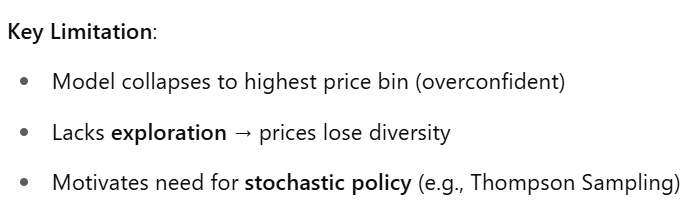 Key Limitation:
• Model collapses to highest price bin (overconfident)
• Lacks exploration → prices lose diversity
• Motivates need for stochastic policy (e.g., Thompson Sampling)